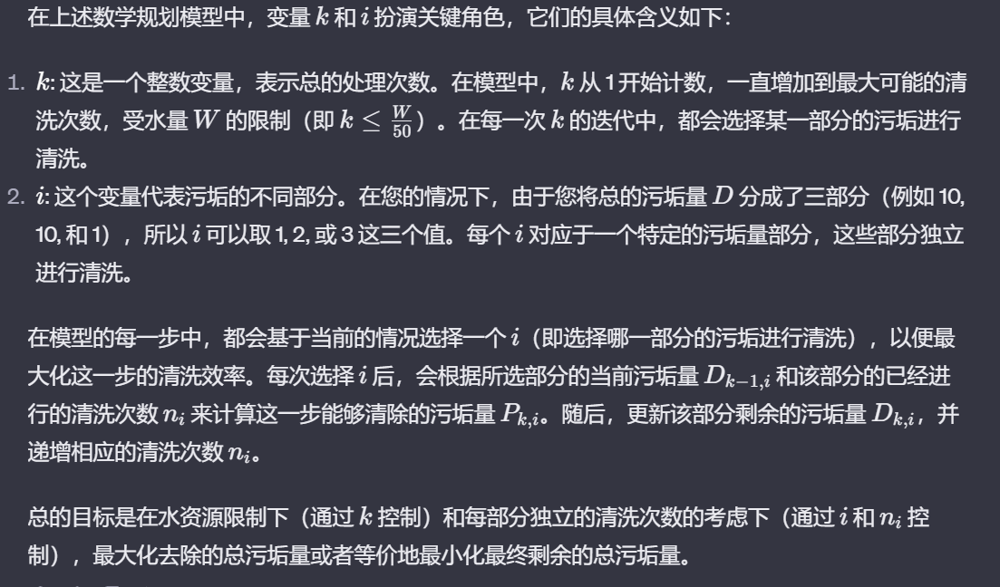 在上述数学规划模型中，变量 k 和 i 扮演关键角色，它们的具体含义如下：
1. k: 这是一个整数变量，表示总的处理次数。在模型中，k 从 1 开始计数，一直增加到最大可能的清
洗次数，受水量 W 的限制（即 k ≤ W/50）。在每一次 k 的迭代中，都会选择某一部分的污垢进行
清洗。
2. i: 这个变量代表污垢的不同部分。在您的情况下，由于您将总的污垢量 D 分成了三部分（例如 10,
10, 和 1），所以 i 可以取 1, 2, 或 3 这三个值。每个 i 对应于一个特定的污垢量部分，这些部分独立
进行清洗。
在模型的每一步中，都会基于当前的情况选择一个 i（即选择哪一部分的污垢进行清洗），以便最
大化这一步的清洗效率。每次选择 i 后，会根据所选部分的当前污垢量 D_{k−1,i} 和该部分的已经进
行的清洗次数 n_i 来计算这一步能够清除的污垢量 P_{k,i}。随后，更新该部分剩余的污垢量 D_{k,i}，并
递增相应的清洗次数 n_i。
总的目标是在水资源限制下（通过 k 控制）和每部分独立的清洗次数的考虑下（通过 i 和 n_i 控
制），最大化去除的总污垢量或者等价地最小化最终剩余的总污垢量。